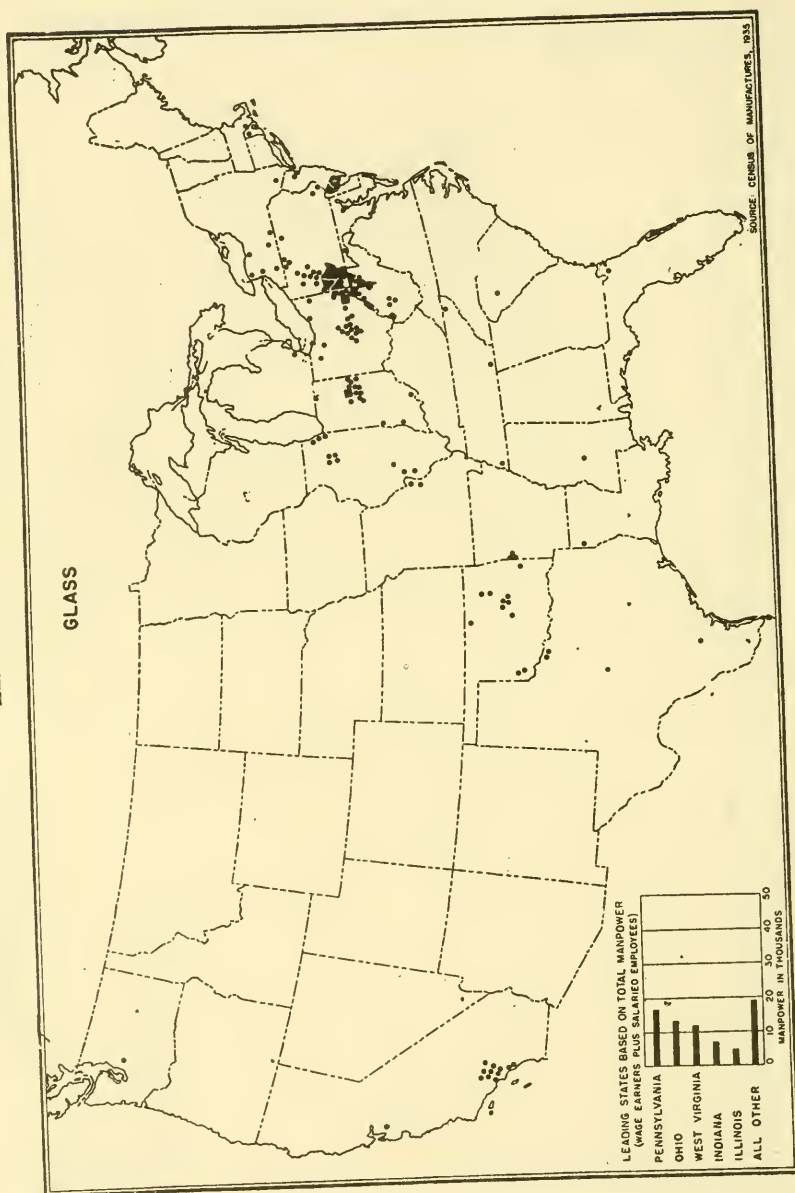 GLASS
LEADING STATES BASED ON TOTAL MANPOWER
(WAGE EARNERS PLUS SALARIED EMPLOYEES)
PENNSYLVANIA
OHIO
WEST VIRGINIA
INDIANA
ILLINOIS
ALL OTHER
0 10 20 30 40 50
MANPOWER IN THOUSANDS
SOURCE: CENSUS OF MANUFACTURES, 1935